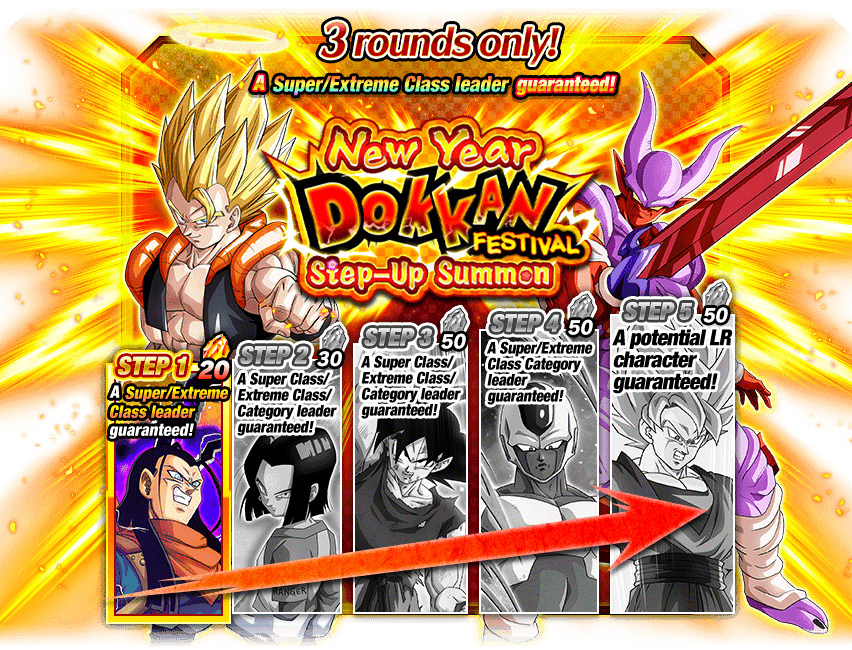 3 rounds only!
A Super/Extreme Class leader guaranteed!
New Year
DOKKAN
FESTIVAL
Step-Up Summon
STEP 1 20
A Super/Extreme
Class leader
guaranteed!
STEP 2 30
A Super Class/
Extreme Class/
Category leader
guaranteed!
STEP 3 50
A Super Class/
Extreme Class/
Category leader
guaranteed!
STEP 4 50
A Super/Extreme
Class Category
leader
guaranteed!
STEP 5 50
A potential LR
character
guaranteed!
RANGER